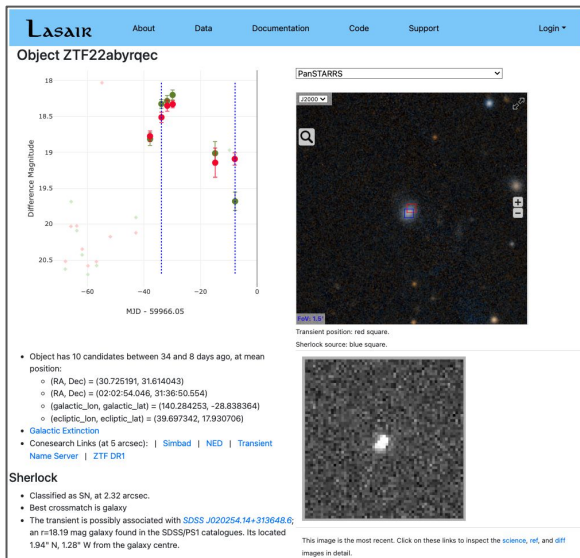 LASAIR
About
Data
Documentation
Code
Support
Login
Object ZTF22abyrqec
18
18.5
19
19.5
20
20.5
Difference Magnitude
−60
−40
−20
0
MJD - 59966.05
PanSTARRS
J2000
+
−
FoV: 1.5'
Transient position: red square.
Sherlock source: blue square.
• Object has 10 candidates between 34 and 8 days ago, at mean
position:
○ (RA, Dec) = (30.725191, 31.614043)
○ (RA, Dec) = (02:02:54.046, 31:36:50.554)
○ (galactic_lon, galactic_lat) = (140.284253, -28.838364)
○ (ecliptic_lon, ecliptic_lat) = (39.697342, 17.930706)
• Galactic Extinction
• Conesearch Links (at 5 arcsec): | Simbad | NED | Transient
Name Server | ZTF DR1
Sherlock
• Classified as SN, at 2.32 arcsec.
• Best crossmatch is galaxy
• The transient is possibly associated with SDSS J020254.14+313648.6;
an r=18.19 mag galaxy found in the SDSS/PS1 catalogues. Its located
1.94" N, 1.28" W from the galaxy centre.
This image is the most recent. Click on these links to inspect the science, ref, and diff
images in detail.